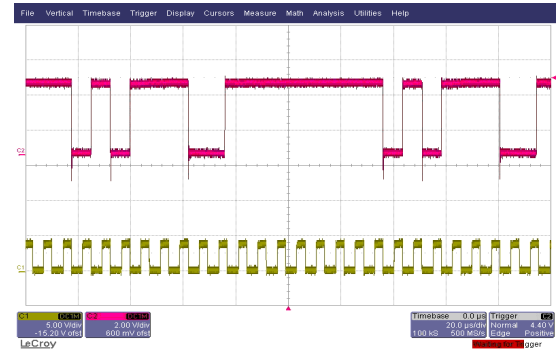 File Vertical Timebase Trigger Display Cursors Measure Math Analysis Utilities Help
C2
C1
C1 DC1M
5.00 V/div
-15.20 V ofst
C2 DC1M
2.00 V/div
600 mV ofst
Timebase 0.0 µs
20.0 µs/div
100 kS 500 MS/s
Trigger C2
Normal 4.40 V
Edge Positive
LeCroy
Waiting for Trigger